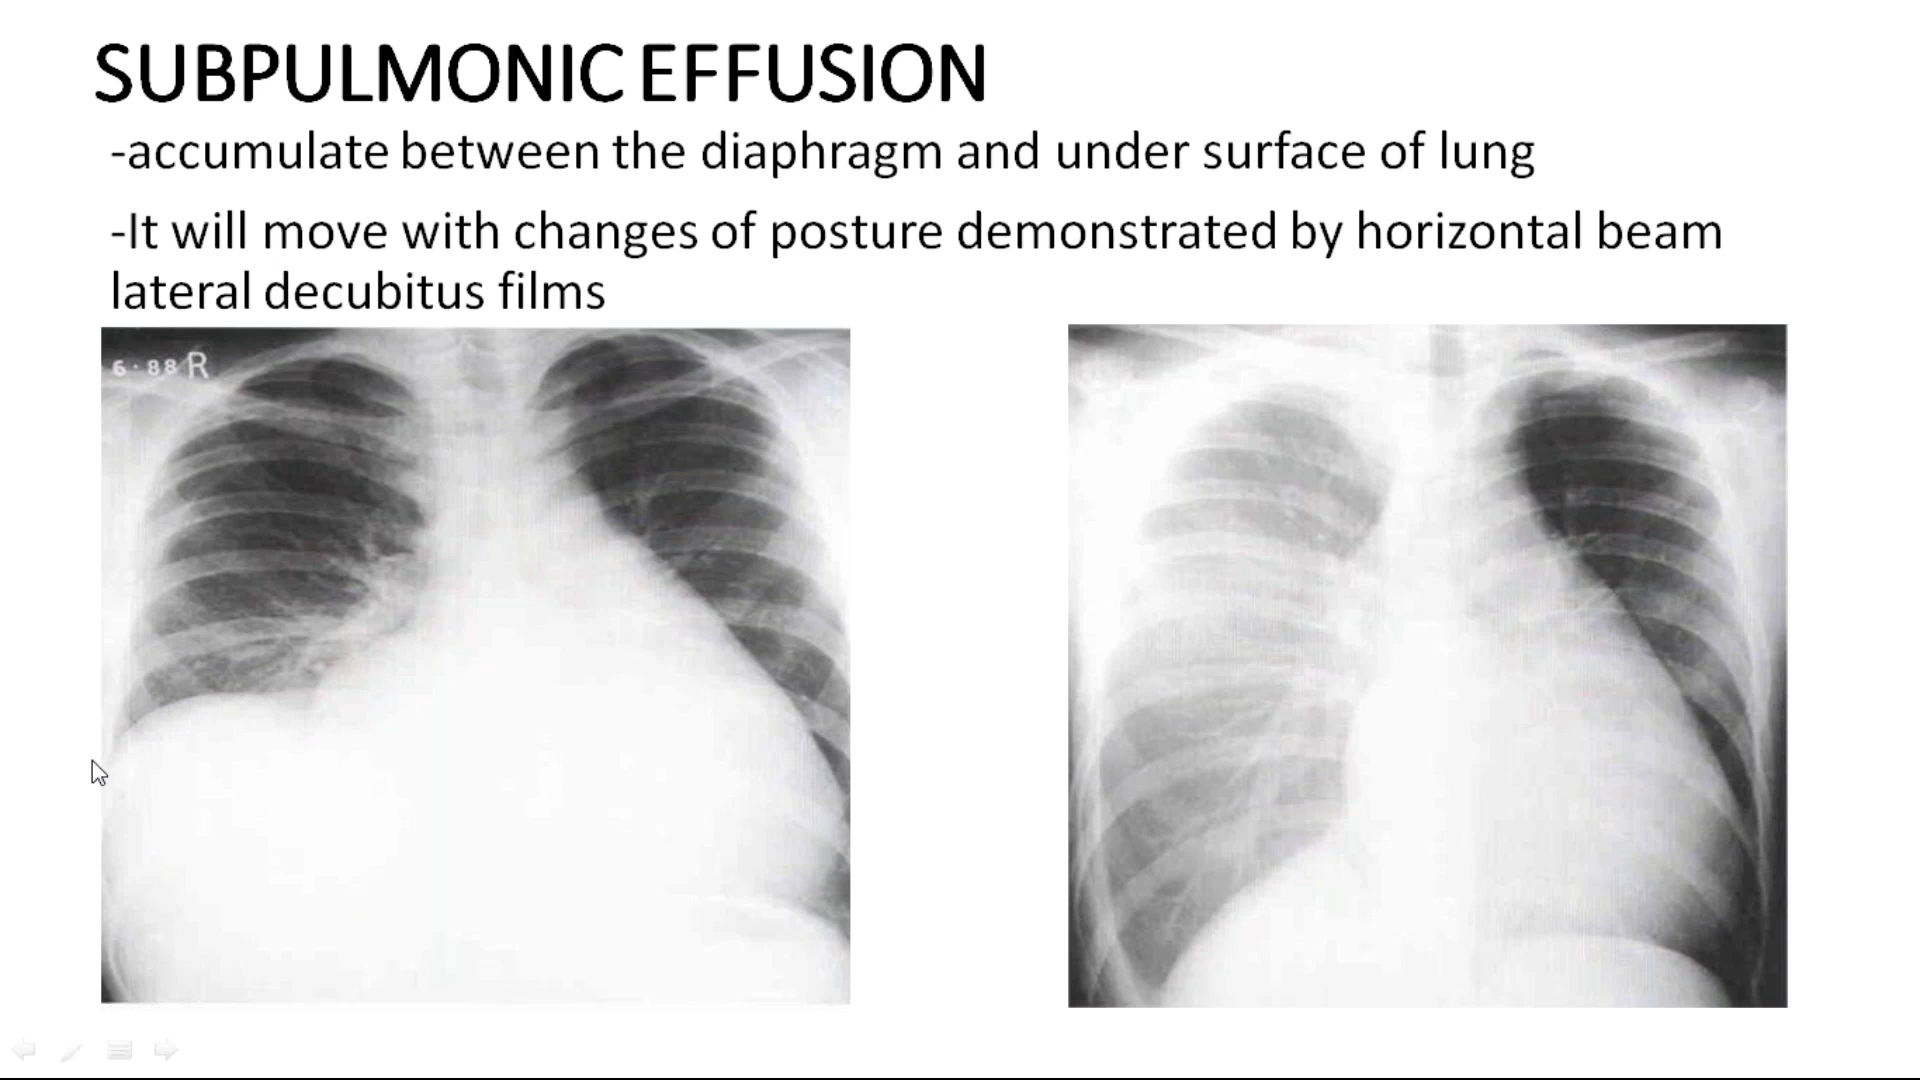 SUBPULMONIC EFFUSION
-accumulate between the diaphragm and under surface of lung
-It will move with changes of posture demonstrated by horizontal beam
lateral decubitus films
6·88 R